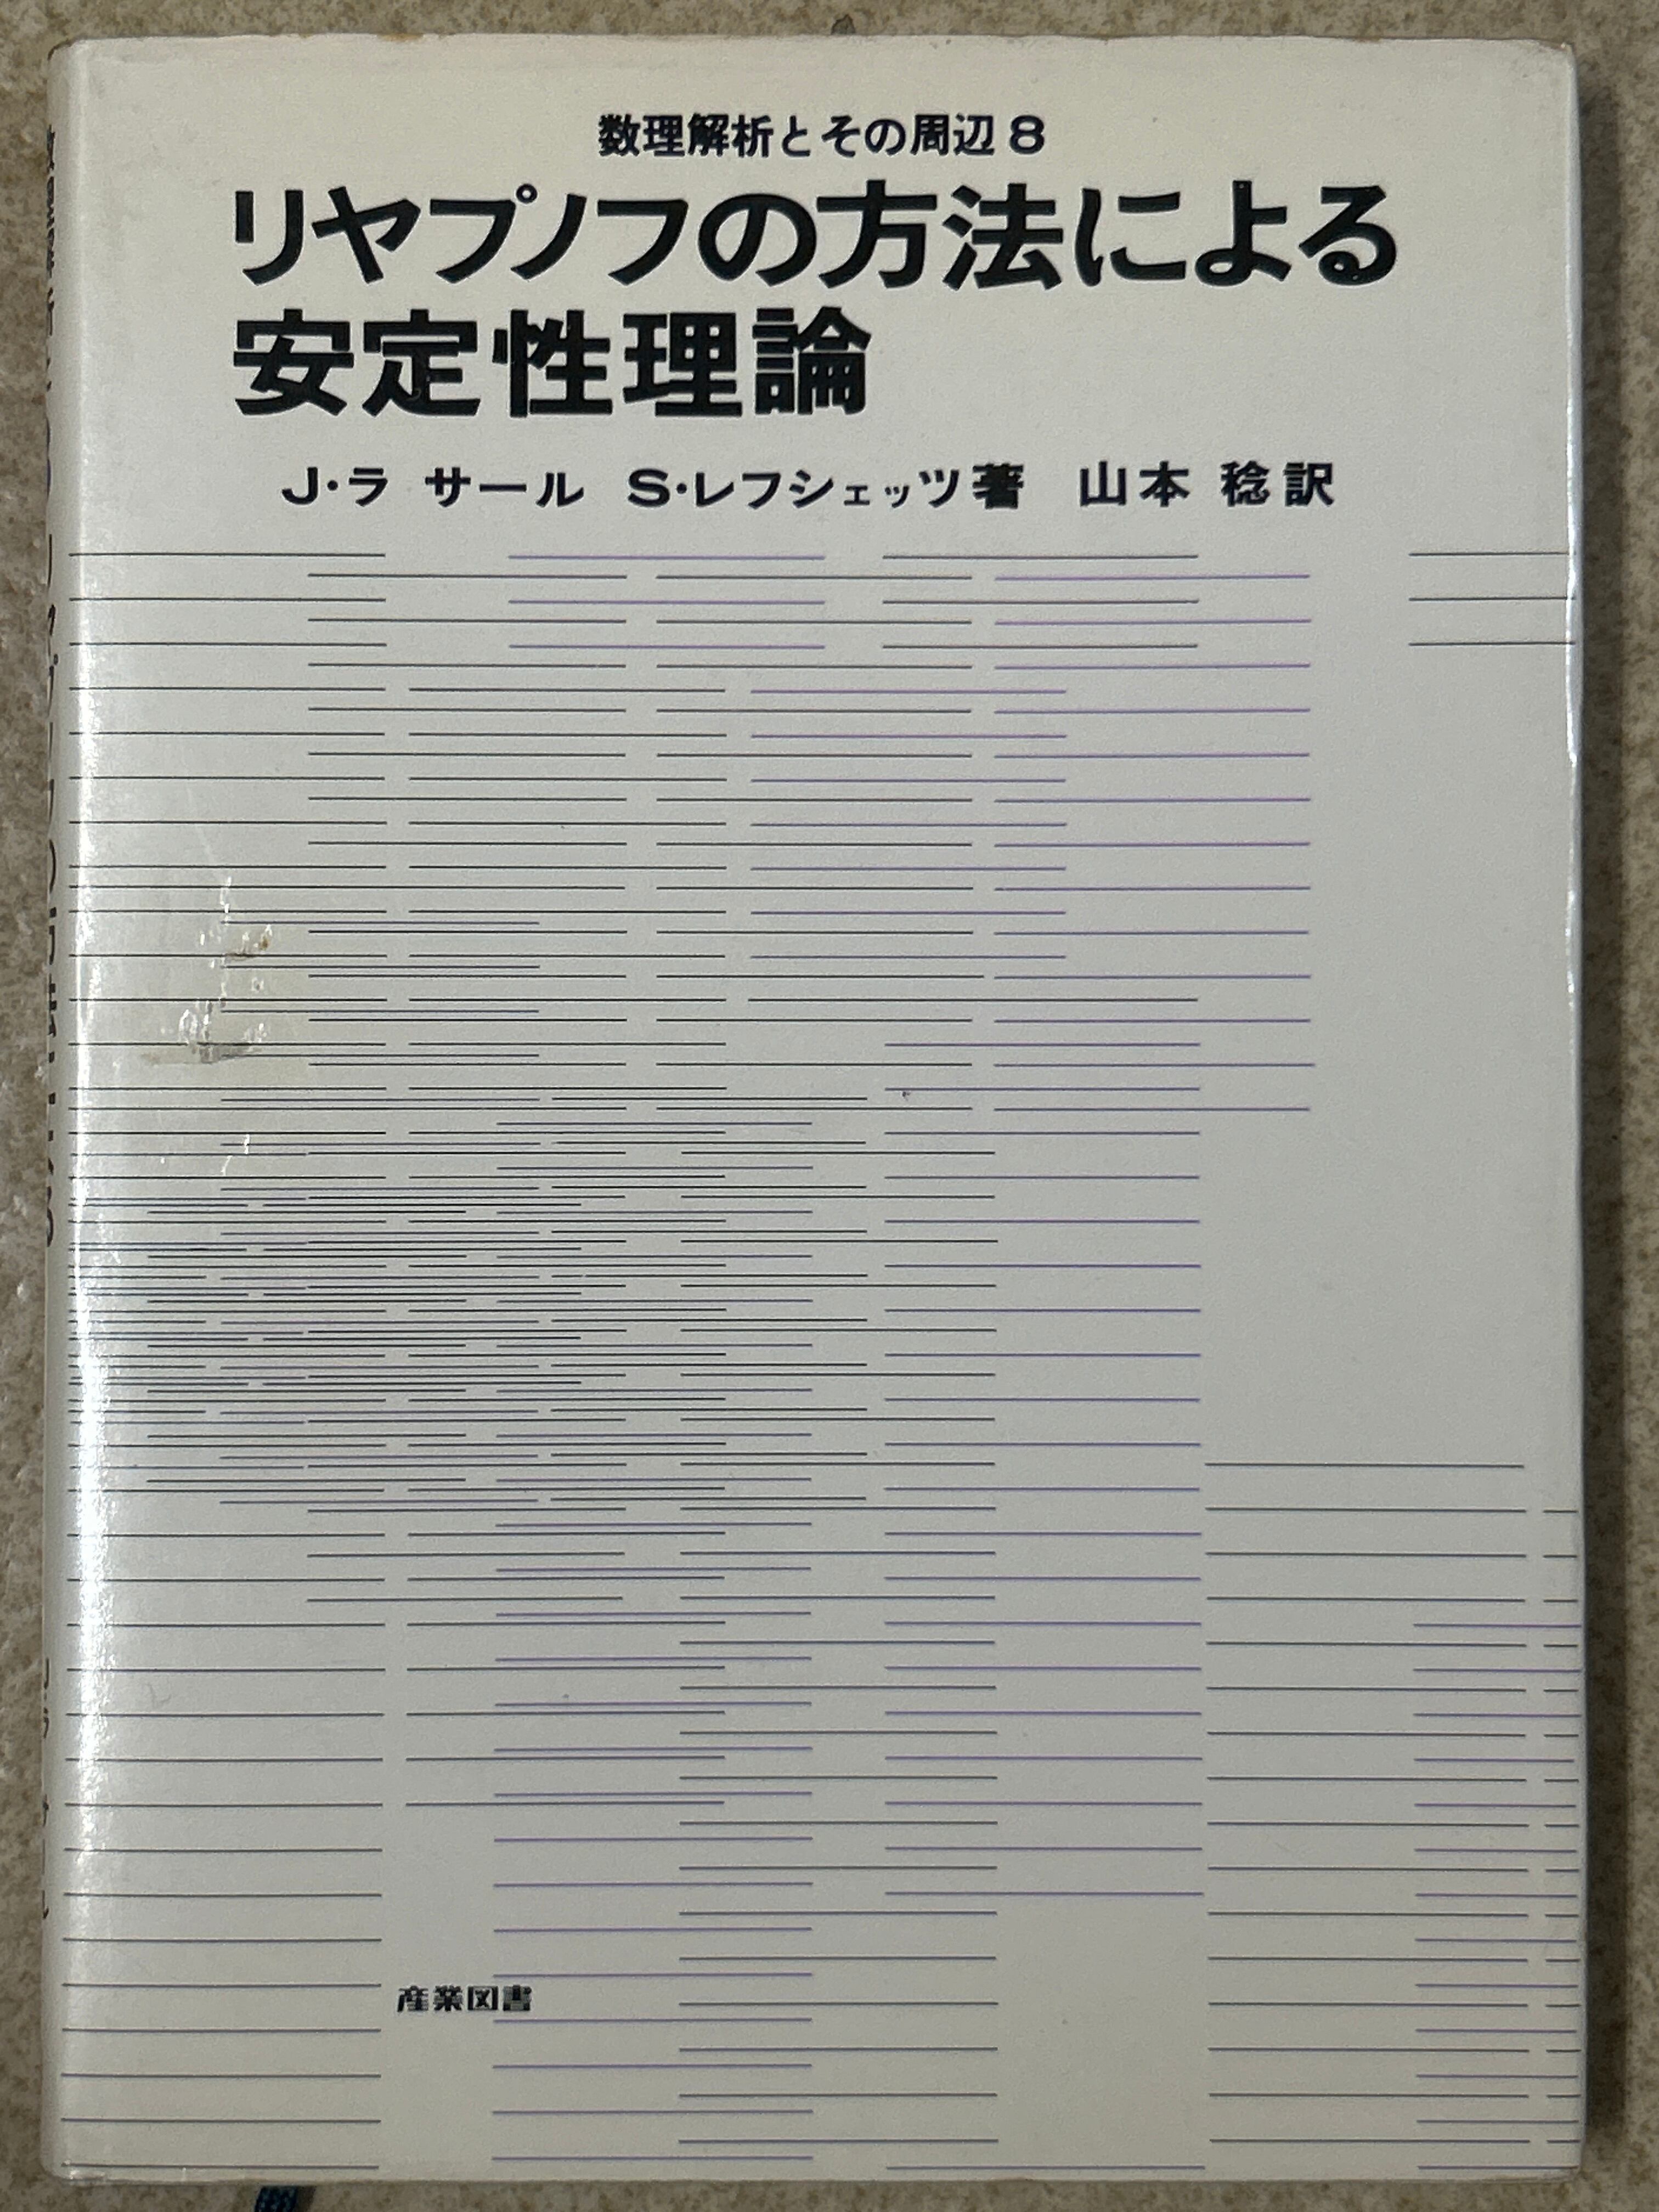 数理解析とその周辺 8
リヤプノフの方法による
安定性理論
J・ラ サール S・レフシェッツ著 山本 稔訳
産業図書